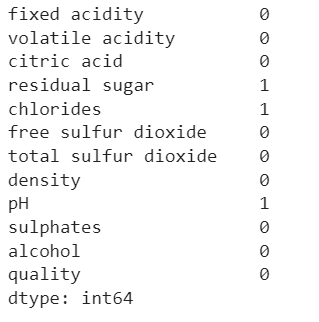 fixed acidity 0
volatile acidity 0
citric acid 0
residual sugar 1
chlorides 1
free sulfur dioxide 0
total sulfur dioxide 0
density 0
pH 1
sulphates 0
alcohol 0
quality 0
dtype: int64